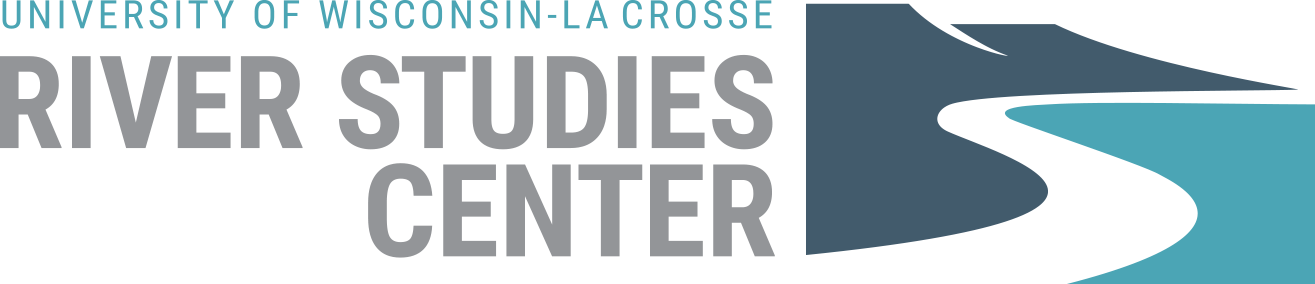 UNIVERSITY OF WISCONSIN-LA CROSSE
RIVER STUDIES
CENTER